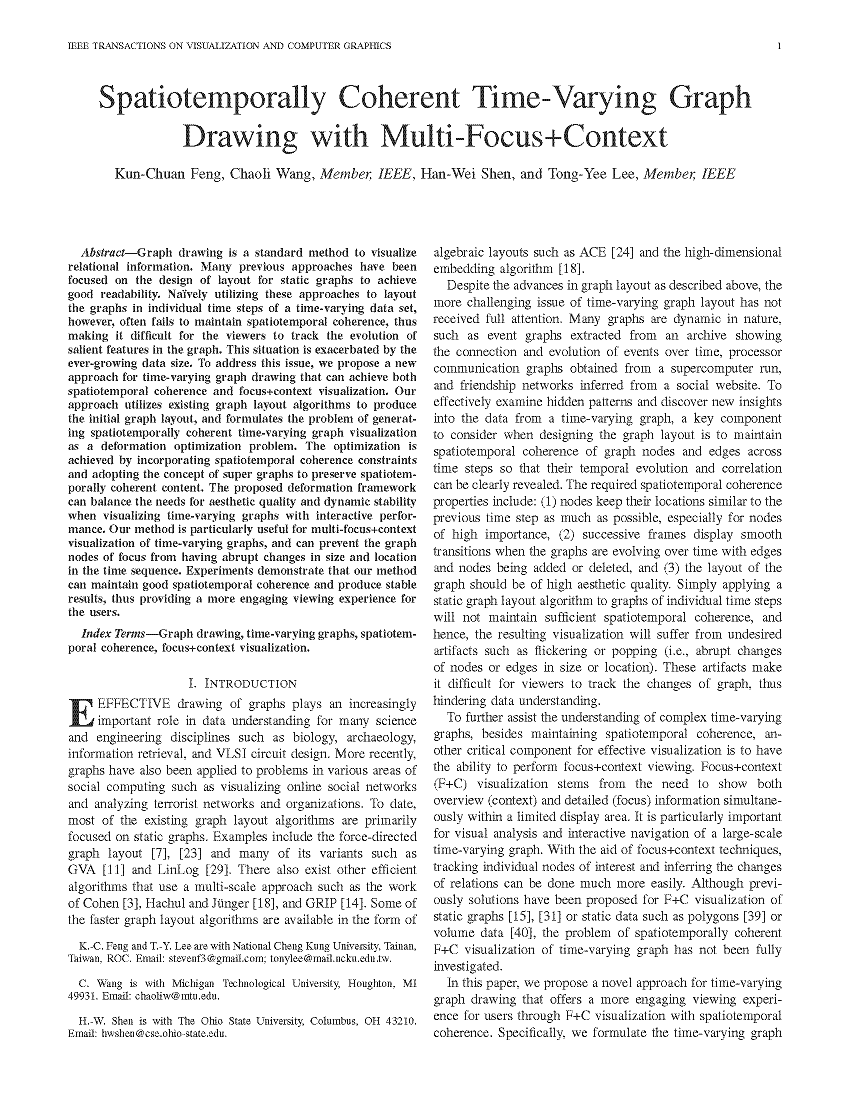 IEEE TRANSACTIONS ON VISUALIZATION AND COMPUTER GRAPHICS 1
Spatiotemporally Coherent Time-Varying Graph
Drawing with Multi-Focus+Context
Kun-Chuan Feng, Chaoli Wang, Member, IEEE, Han-Wei Shen, and Tong-Yee Lee, Member, IEEE
Abstract—Graph drawing is a standard method to visualize
relational information. Many previous approaches have been
focused on the design of layout for static graphs to achieve
good readability. Naïvely utilizing these approaches to layout
the graphs in individual time steps of a time-varying data set,
however, often fails to maintain spatiotemporal coherence, thus
making it difficult for the viewers to track the evolution of
salient features in the graph. This situation is exacerbated by the
ever-growing data size. To address this issue, we propose a new
approach for time-varying graph drawing that can achieve both
spatiotemporal coherence and focus+context visualization. Our
approach utilizes existing graph layout algorithms to produce
the initial graph layout, and formulates the problem of generat-
ing spatiotemporally coherent time-varying graph visualization
as a deformation optimization problem. The optimization is
achieved by incorporating spatiotemporal coherence constraints
and adopting the concept of super graphs to preserve spatiotem-
porally coherent content. The proposed deformation framework
can balance the needs for aesthetic quality and dynamic stability
when visualizing time-varying graphs with interactive perfor-
mance. Our method is particularly useful for multi-focus+context
visualization of time-varying graphs, and can prevent the graph
nodes of focus from having abrupt changes in size and location
in the time sequence. Experiments demonstrate that our method
can maintain good spatiotemporal coherence and produce stable
results, thus providing a more engaging viewing experience for
the users.
Index Terms—Graph drawing, time-varying graphs, spatiotem-
poral coherence, focus+context visualization.
I. INTRODUCTION
EEFFECTIVE drawing of graphs plays an increasingly
important role in data understanding for many science
and engineering disciplines such as biology, archaeology,
information retrieval, and VLSI circuit design. More recently,
graphs have also been applied to problems in various areas of
social computing such as visualizing online social networks
and analyzing terrorist networks and organizations. To date,
most of the existing graph layout algorithms are primarily
focused on static graphs. Examples include the force-directed
graph layout [7], [23] and many of its variants such as
GVA [11] and LinLog [29]. There also exist other efficient
algorithms that use a multi-scale approach such as the work
of Cohen [3], Hachul and Jünger [18], and GRIP [14]. Some of
the faster graph layout algorithms are available in the form of
K.-C. Feng and T.-Y. Lee are with National Cheng Kung University, Tainan,
Taiwan, ROC. Email: stevenf3@gmail.com; tonylee@mail.ncku.edu.tw.
C. Wang is with Michigan Technological University, Houghton, MI
49931. Email: chaoliw@mtu.edu.
H.-W. Shen is with The Ohio State University, Columbus, OH 43210.
Email: hwshen@cse.ohio-state.edu.
algebraic layouts such as ACE [24] and the high-dimensional
embedding algorithm [18].
Despite the advances in graph layout as described above, the
more challenging issue of time-varying graph layout has not
received full attention. Many graphs are dynamic in nature,
such as event graphs extracted from an archive showing
the connection and evolution of events over time, processor
communication graphs obtained from a supercomputer run,
and friendship networks inferred from a social website. To
effectively examine hidden patterns and discover new insights
into the data from a time-varying graph, a key component
to consider when designing the graph layout is to maintain
spatiotemporal coherence of graph nodes and edges across
time steps so that their temporal evolution and correlation
can be clearly revealed. The required spatiotemporal coherence
properties include: (1) nodes keep their locations similar to the
previous time step as much as possible, especially for nodes
of high importance, (2) successive frames display smooth
transitions when the graphs are evolving over time with edges
and nodes being added or deleted, and (3) the layout of the
graph should be of high aesthetic quality. Simply applying a
static graph layout algorithm to graphs of individual time steps
will not maintain sufficient spatiotemporal coherence, and
hence, the resulting visualization will suffer from undesired
artifacts such as flickering or popping (i.e., abrupt changes
of nodes or edges in size or location). These artifacts make
it difficult for viewers to track the changes of graph, thus
hindering data understanding.
To further assist the understanding of complex time-varying
graphs, besides maintaining spatiotemporal coherence, an-
other critical component for effective visualization is to have
the ability to perform focus+context viewing. Focus+context
(F+C) visualization stems from the need to show both
overview (context) and detailed (focus) information simultane-
ously within a limited display area. It is particularly important
for visual analysis and interactive navigation of a large-scale
time-varying graph. With the aid of focus+context techniques,
tracking individual nodes of interest and inferring the changes
of relations can be done much more easily. Although previ-
ously solutions have been proposed for F+C visualization of
static graphs [15], [31] or static data such as polygons [39] or
volume data [40], the problem of spatiotemporally coherent
F+C visualization of time-varying graph has not been fully
investigated.
In this paper, we propose a novel approach for time-varying
graph drawing that offers a more engaging viewing experi-
ence for users through F+C visualization with spatiotemporal
coherence. Specifically, we formulate the time-varying graph